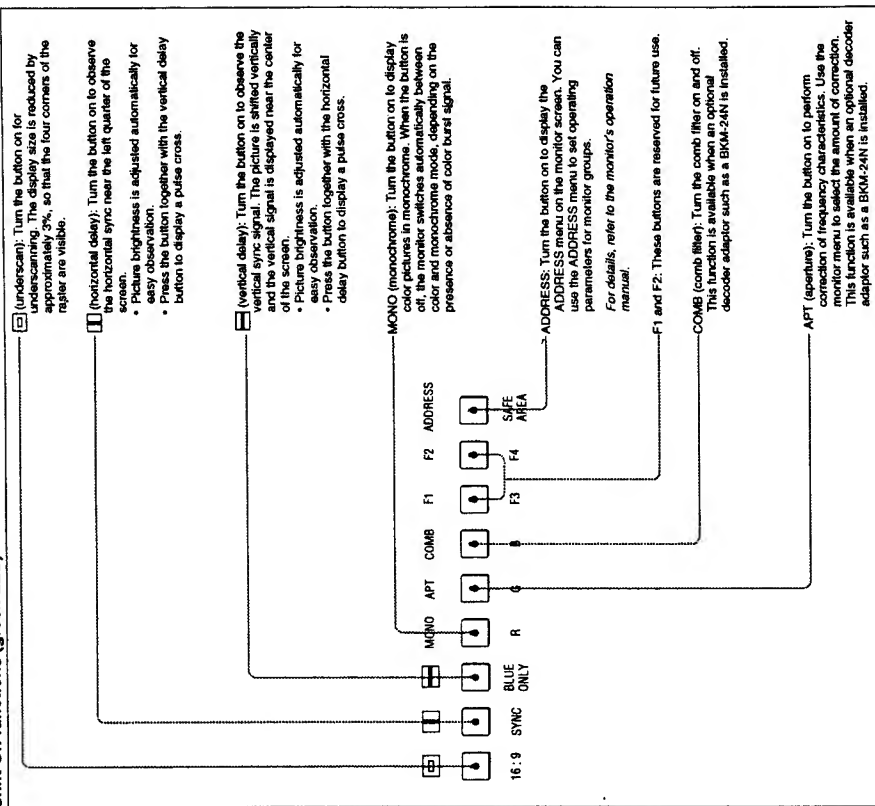 (underscan): Turn the button on for
underscanning. The display size is reduced by
approximately 3%, so that the four corners of the
raster are visible.
(horizontal delay): Turn the button on to observe
the horizontal sync near the left quarter of the
screen.
• Picture brightness is adjusted automatically for
easy observation.
• Press the button together with the vertical delay
button to display a pulse cross.
(vertical delay): Turn the button on to observe the
vertical sync signal. The picture is shifted vertically
and the vertical signal is displayed near the center
of the screen.
• Picture brightness is adjusted automatically for
easy observation.
• Press the button together with the horizontal
delay button to display a pulse cross.
MONO (monochrome): Turn the button on to display
color pictures in monochrome. When the button is
off, the monitor switches automatically between
color and monochrome mode, depending on the
presence or absence of color burst signal.
ADDRESS: Turn the button on to display the
ADDRESS menu on the monitor screen. You can
use the ADDRESS menu to set operating
parameters for monitor groups.
For details, refer to the monitor's operation
manual.
F1 and F2: These buttons are reserved for future use.
COMB (comb filter): Turn the comb filter on and off.
This function is available when an optional
decoder adaptor such as a BKM-24N is installed.
APT (aperture): Turn the button on to perform
correction of frequency characteristics. Use the
monitor menu to select the amount of correction.
This function is available when an optional decoder
adaptor such as a BKM-24N is installed.
MONO APT COMB F1 F2 ADDRESS
16 : 9 SYNC BLUE ONLY R G B F3 F4 SAFE AREA